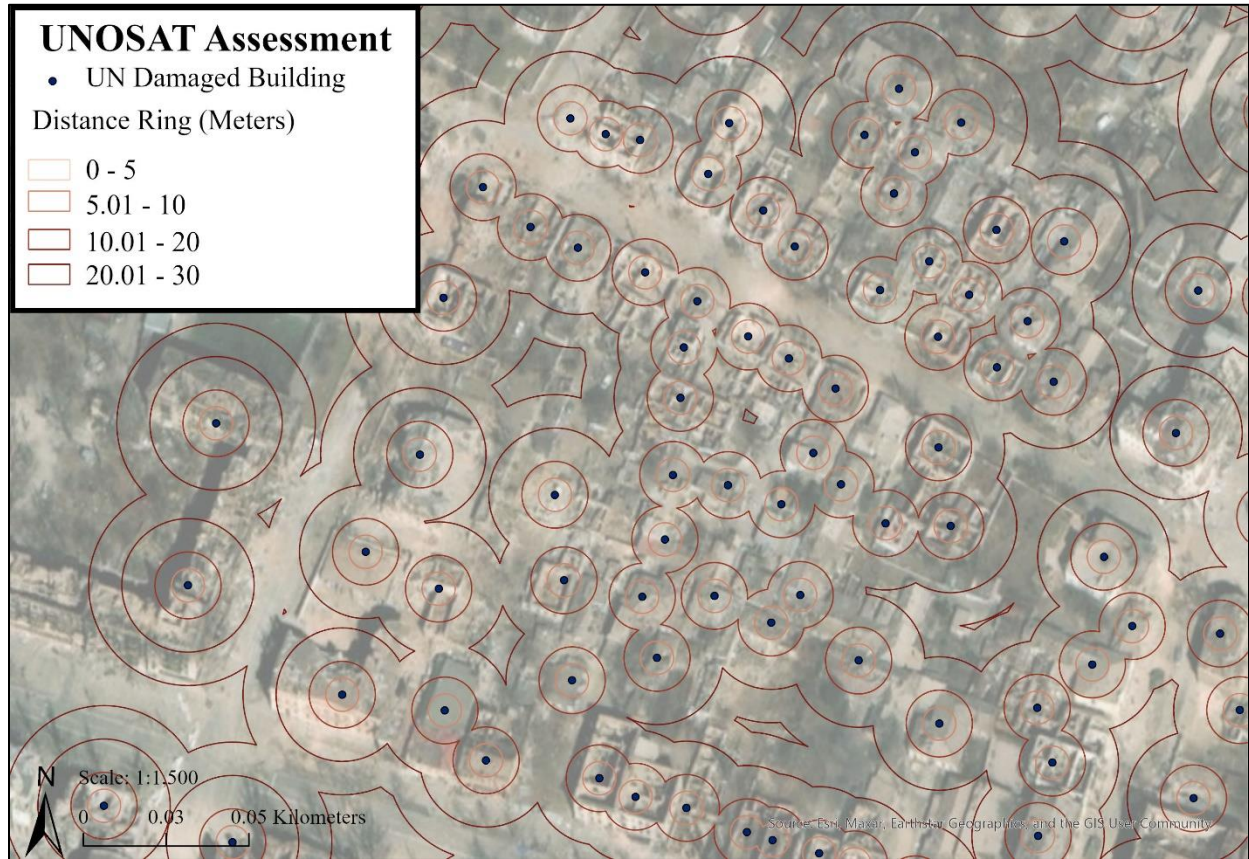 UNOSAT Assessment
UN Damaged Building
Distance Ring (Meters)
0 - 5
5.01 - 10
10.01 - 20
20.01 - 30
N
Scale: 1:1.500
0 0.03 0.05 Kilometers
Source: Esri, Maxar, Earthstar Geographics, and the GIS User Community